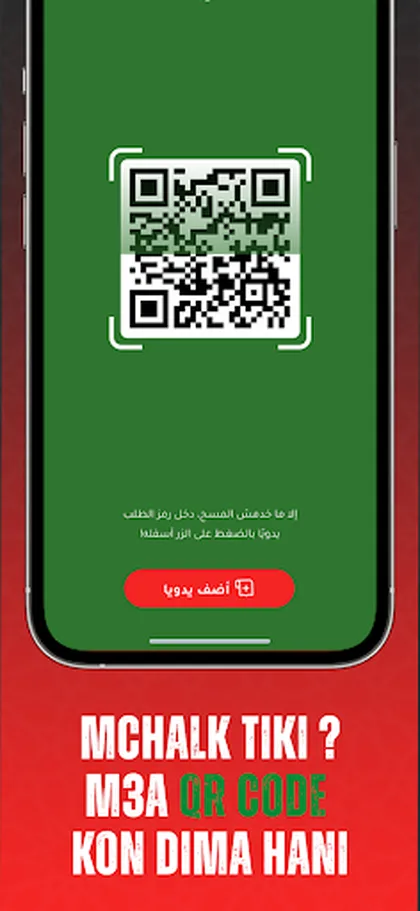 إلا ما خدمش المسح، دخل رمز الطلب
يدويًا بالضغط على الزر أسفله!
أضف يدويا
MCHALK TIKI ?
M3A QR CODE
KON DIMA HANI